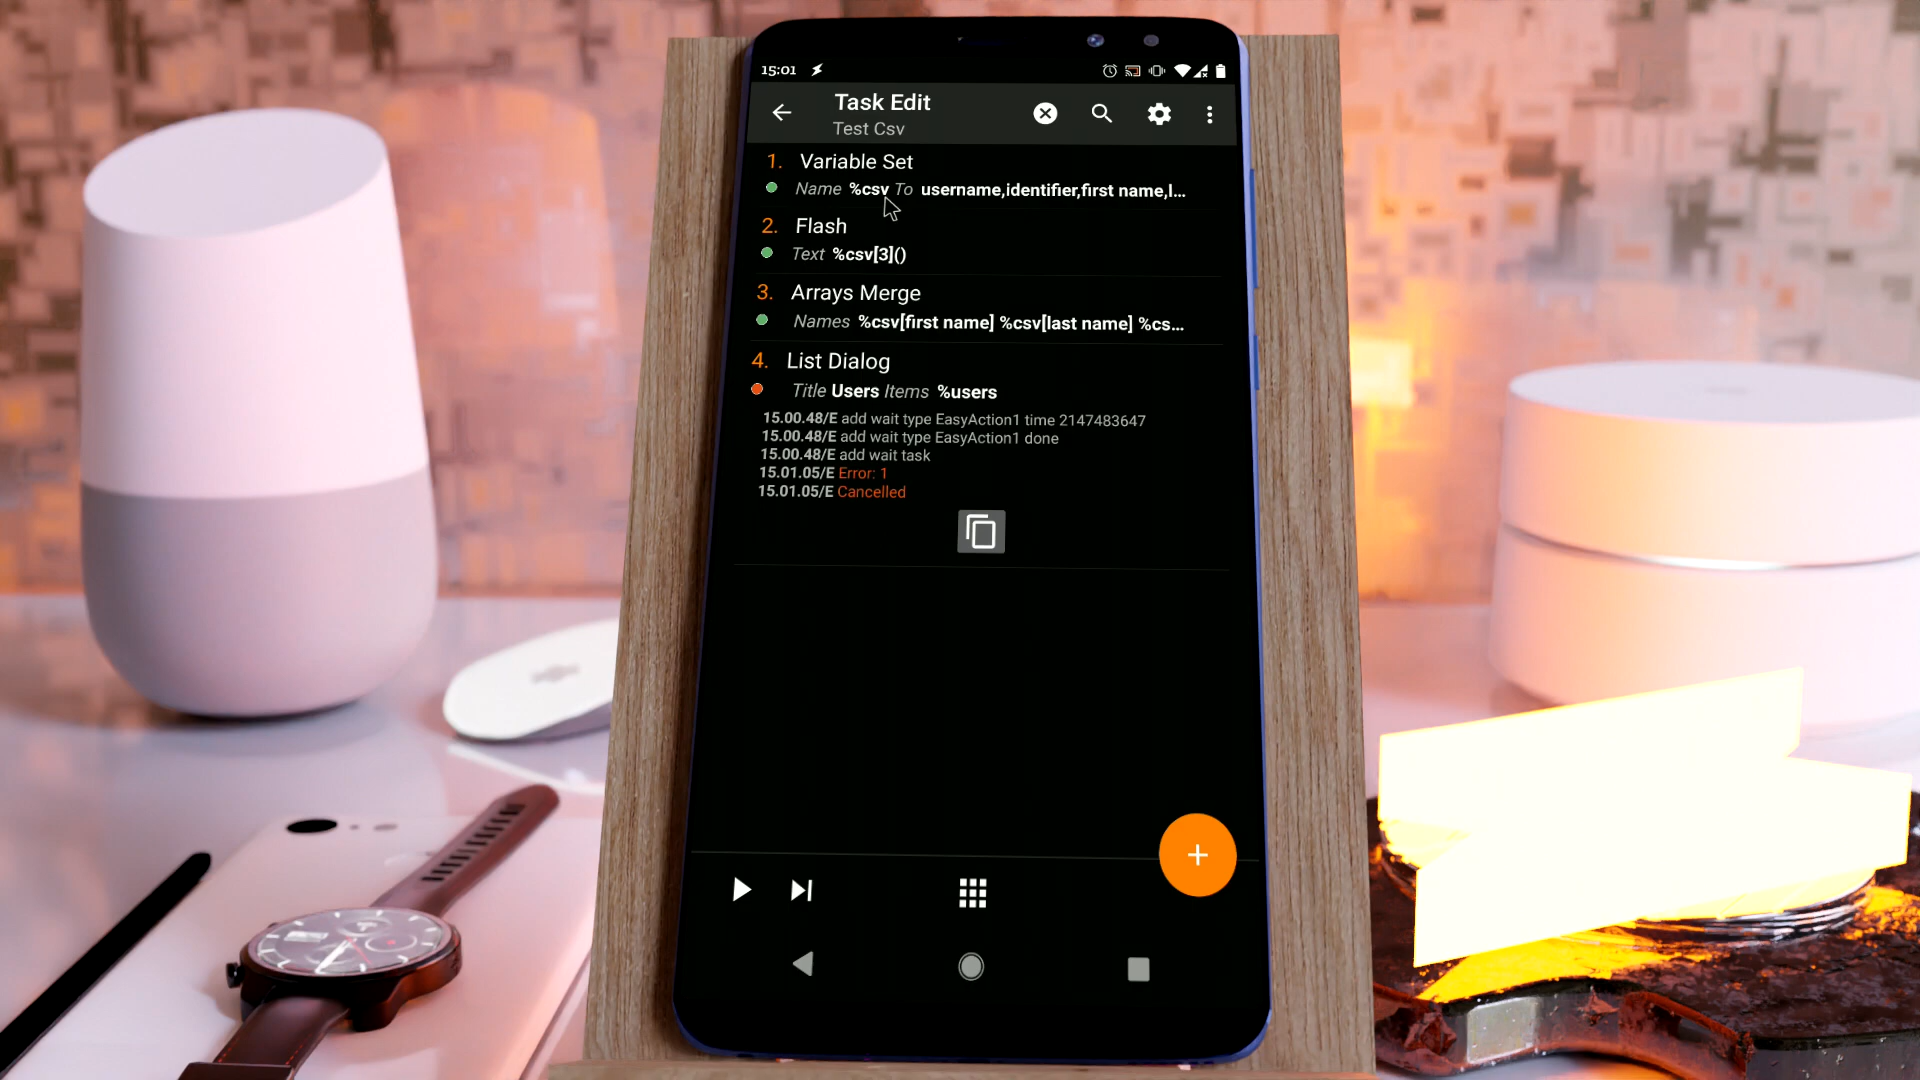 15:01
Task Edit
Test Csv
1. Variable Set
Name %csv To username,identifier,first name,l...
2. Flash
Text %csv[3]()
3. Arrays Merge
Names %csv[first name] %csv[last name] %cs...
4. List Dialog
Title Users Items %users
15.00.48/E add wait type EasyAction1 time 2147483647
15.00.48/E add wait type EasyAction1 done
15.00.48/E add wait task
15.01.05/E Error: 1
15.01.05/E Cancelled